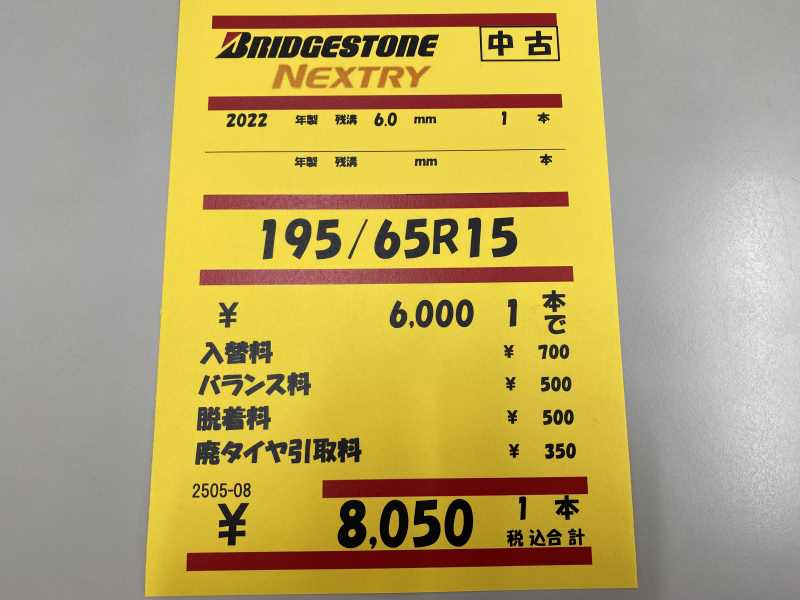 BRIDGESTONE 中古
NEXTRY
2022 年製 残溝 6.0 mm 1 本
年製 残溝 mm 本
195/65R15
¥ 6,000 1 本で
入替料 ¥ 700
バランス料 ¥ 500
脱着料 ¥ 500
廃タイヤ引取料 ¥ 350
2505-08
¥ 8,050 1 本
税込合計